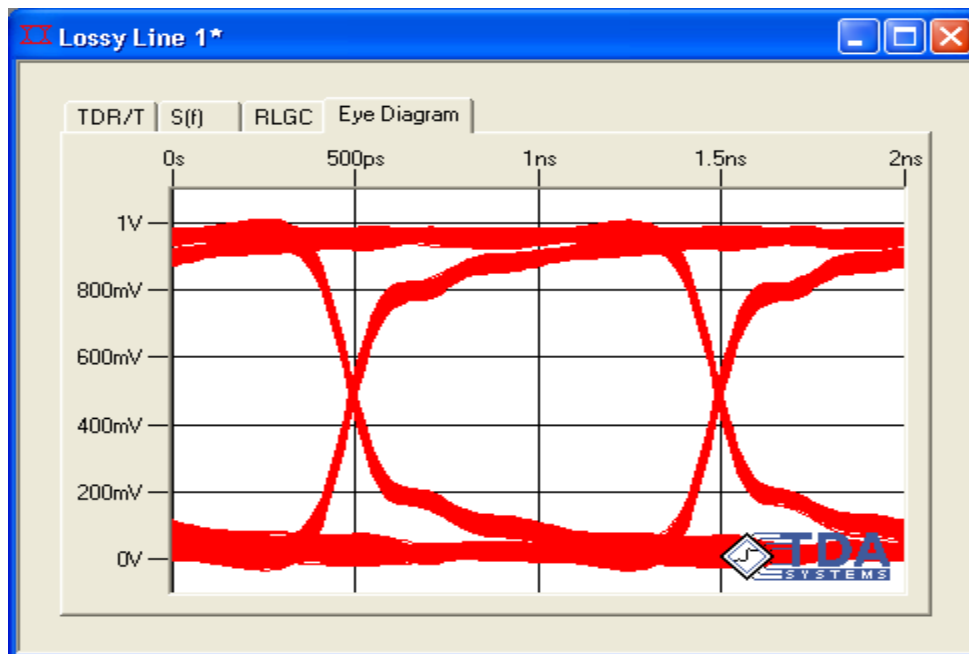 Lossy Line 1*
TDR/T S(f) RLGC Eye Diagram
0s 500ps 1ns 1.5ns 2ns
1V
800mV
600mV
400mV
200mV
0V
TDA
SYSTEMS